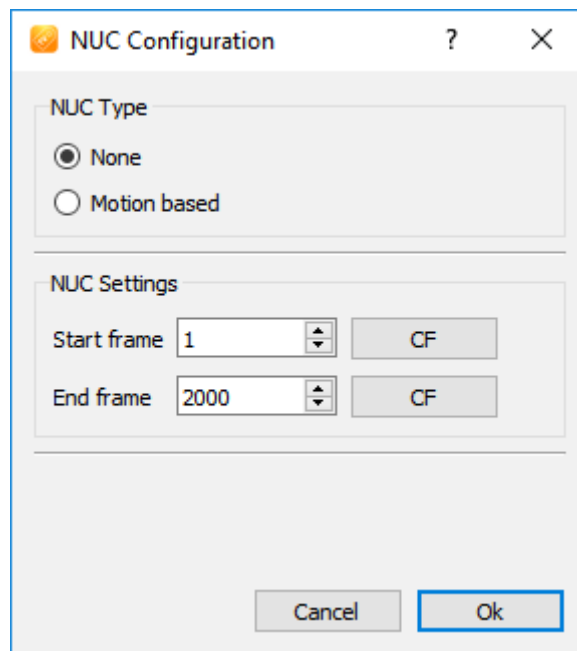 NUC Configuration ?
NUC Type
None
Motion based
NUC Settings
Start frame 1 CF
End frame 2000 CF
Cancel Ok